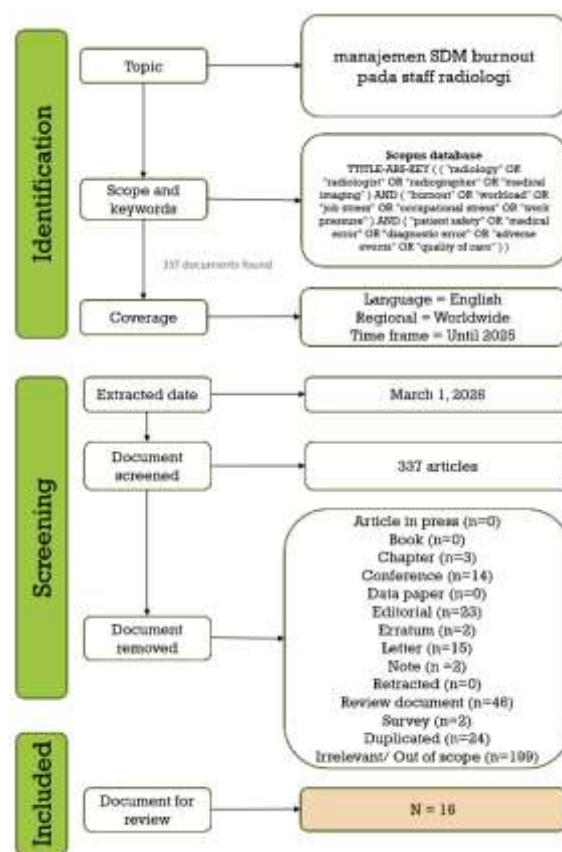 Identification
Topic
manajemen SDM burnout
pada staff radiologi
Scope and
keywords
Scopus database
TTITLE-ABS-KEY ( ( "radiology" OR
"radiologist" OR "radiographer" OR "medical
imaging" ) AND ( "burnout" OR "workload" OR
"job stress" OR "occupational stress" OR "work
pressure" ) AND ( "patient safety" OR "medical
error" OR "diagnostic error" OR "adverse
events" OR "quality of care" ) )
337 documents found
Coverage
Language = English
Regional = Worldwide
Time frame = Until 2025
Screening
Extracted date
March 1, 2026
Document
screened
337 articles
Document
removed
Article in press (n=0)
Book (n=0)
Chapter (n=3)
Conference (n=14)
Data paper (n=0)
Editorial (n=23)
Erratum (n=2)
Letter (n=15)
Note (n =2)
Retracted (n=0)
Review document (n=46)
Survey (n=2)
Duplicated (n=24)
Irrelevant/ Out of scope (n=199)
Included
Document for
review
N = 16